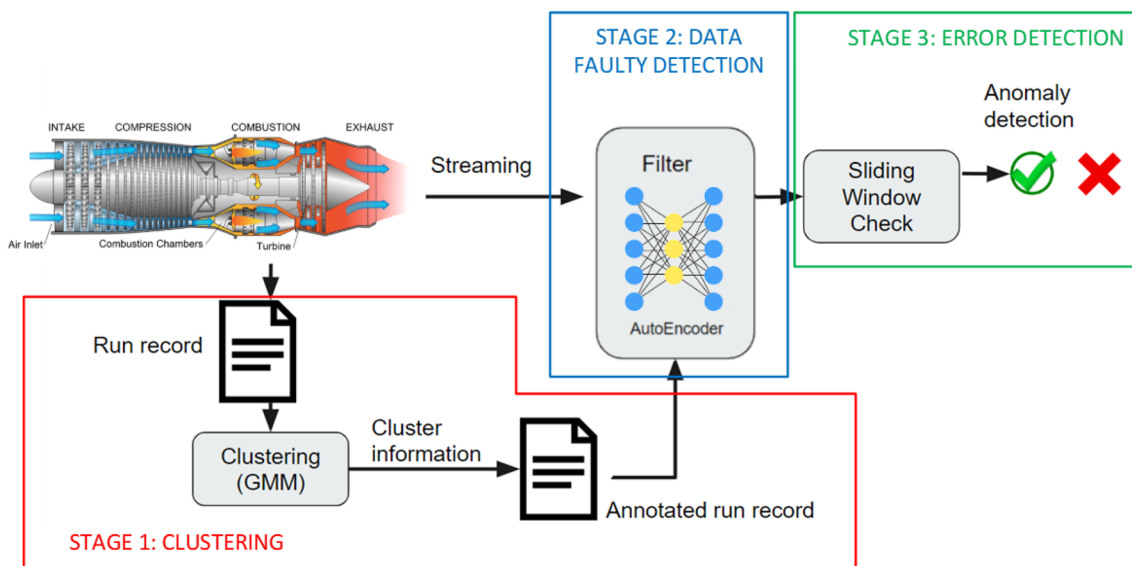 STAGE 2: DATA
FAULTY DETECTION
STAGE 3: ERROR DETECTION
INTAKE
COMPRESSION
COMBUSTION
EXHAUST
Air Inlet
Combustion Chambers
Turbine
Streaming
Filter
AutoEncoder
Sliding
Window
Check
Anomaly
detection
Run record
Clustering
(GMM)
Cluster
information
Annotated run record
STAGE 1: CLUSTERING